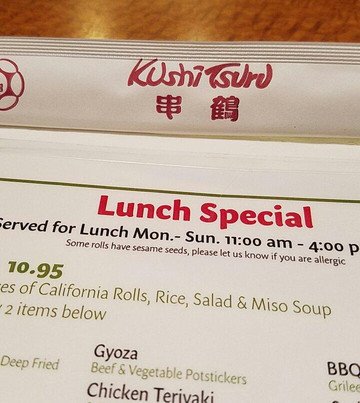 Kushi Tsuru
串 鶴
Lunch Special
Served for Lunch Mon.- Sun. 11:00 am - 4:00 p
Some rolls have sesame seeds, please let us know if you are allergic
10.95
es of California Rolls, Rice, Salad & Miso Soup
2 items below
Gyoza
Deep Fried
Beef & Vegetable Potstickers
BBQ
Chicken Teriyaki